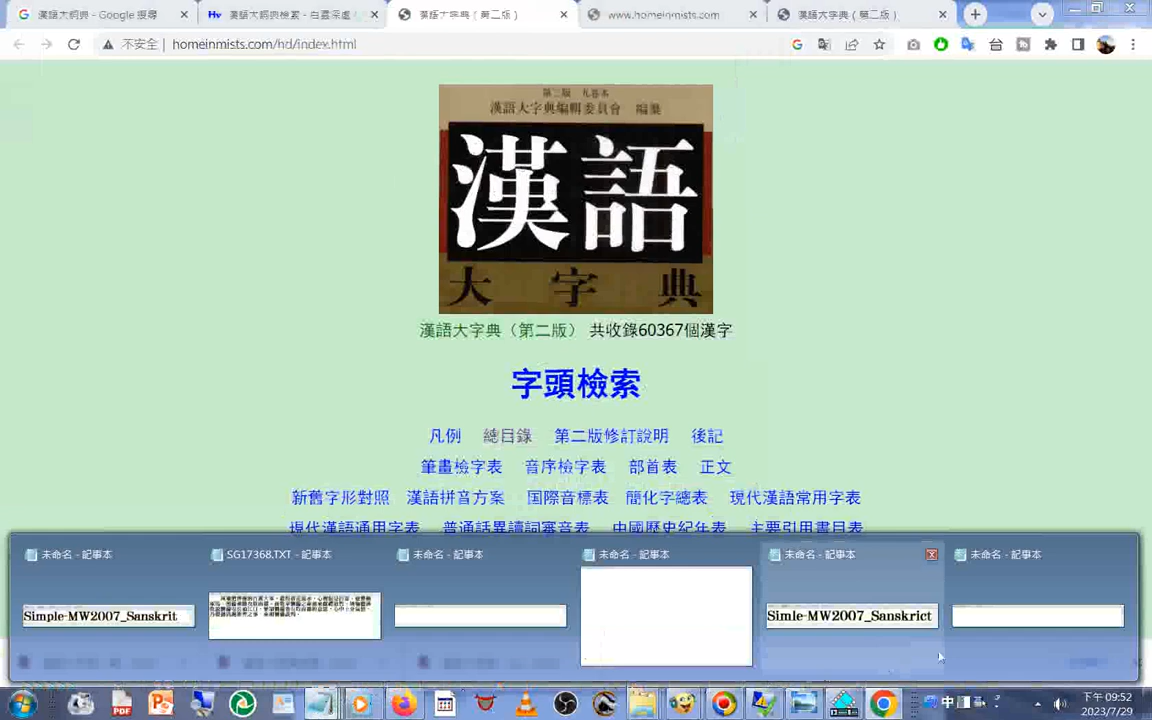 漢語大詞典 - Google 搜尋
漢語大詞典檢索 - 白雲深處
漢語大字典（第二版）
www.homeinmists.com
漢語大字典（第二版）
不安全
homeinmists.com/hd/index.html
第二版 九卷本
漢語大字典編輯委員會 編纂
漢語
大字典
漢語大字典（第二版） 共收錄60367個漢字
字頭檢索
凡例 總目錄 第二版修訂說明 後記
筆畫檢字表 音序檢字表 部首表 正文
新舊字形對照 漢語拼音方案 国際音標表 簡化字總表 現代漢語常用字表
現代漢語通用字表 普通話異讀詞審音表 中國歷史紀年表 主要引用書目表
未命名 - 記事本
SG17368.TXT - 記事本
未命名 - 記事本
未命名 - 記事本
未命名 - 記事本
未命名 - 記事本
Simple-MW2007_Sanskrit
Simle-MW2007_Sanskrict
中
下午 09:52
2023/7/29